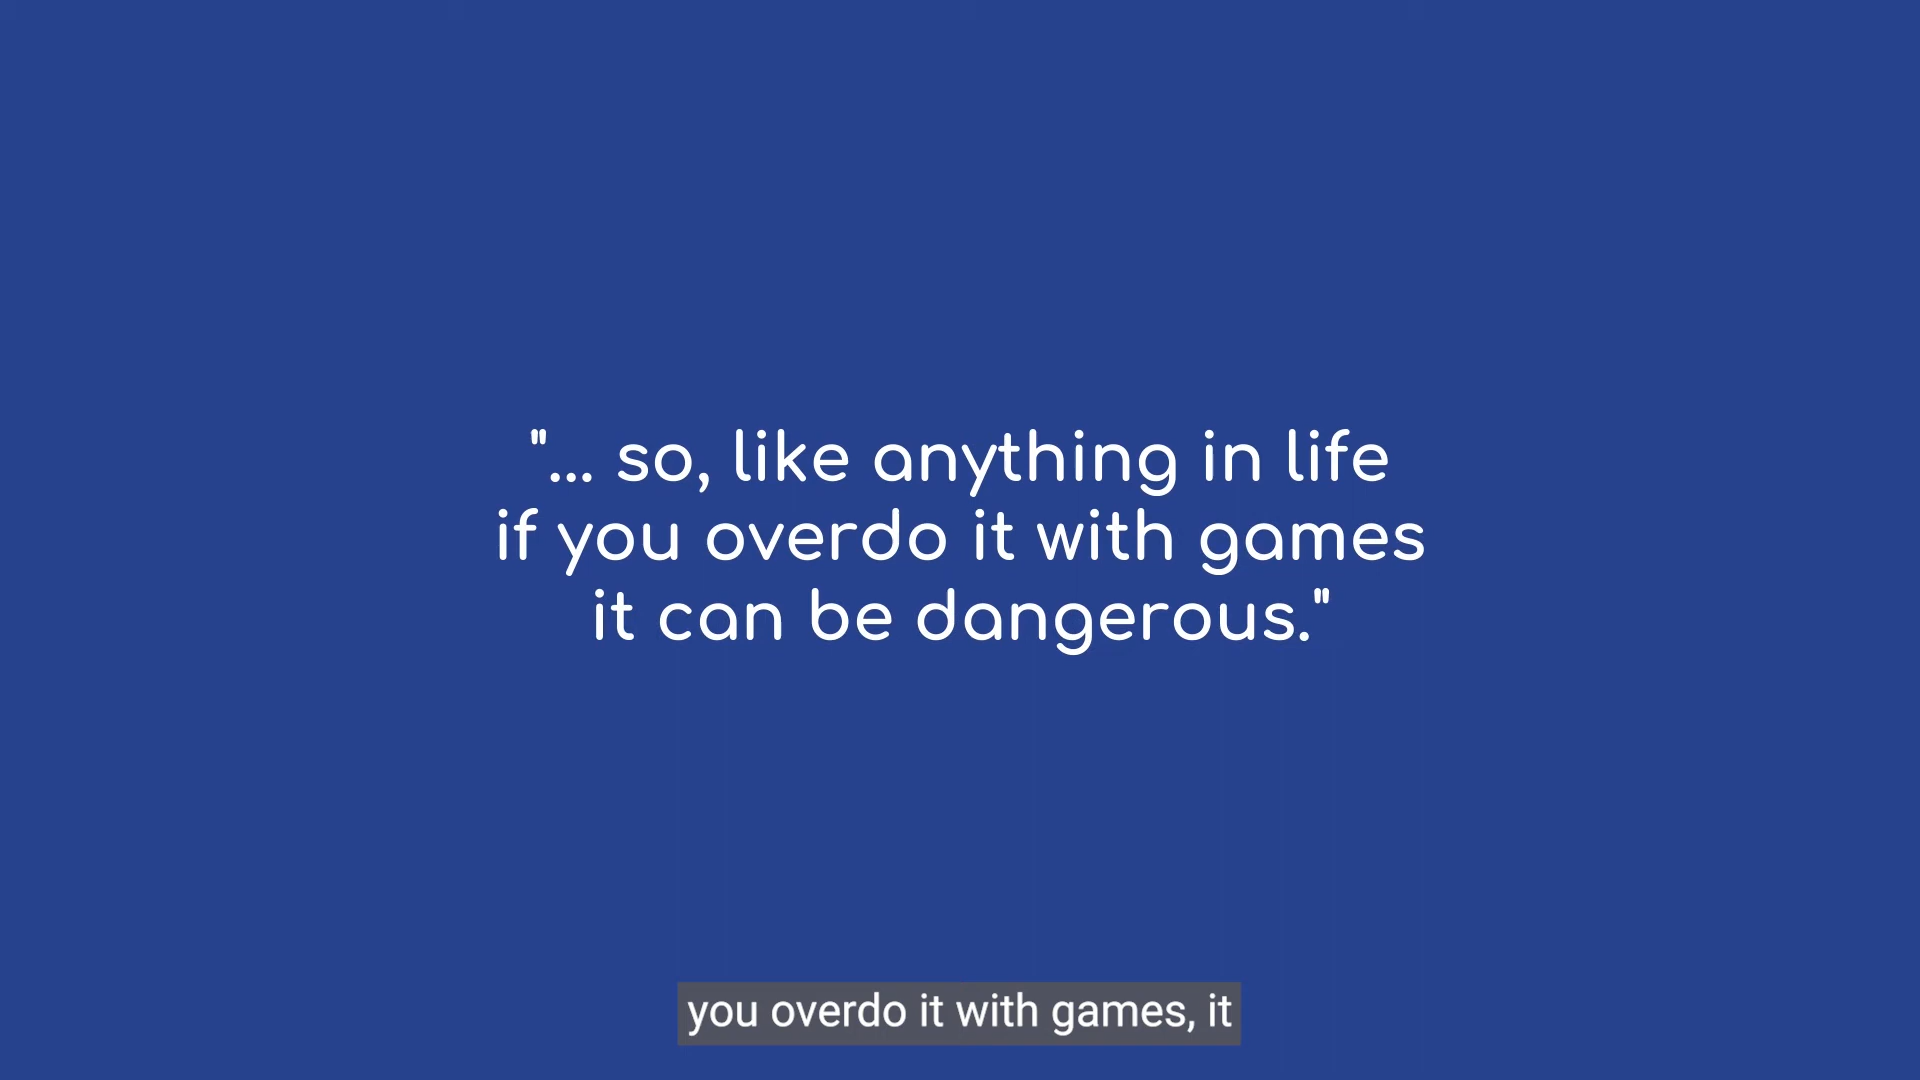 "... so, like anything in life
if you overdo it with games
it can be dangerous."
you overdo it with games, it